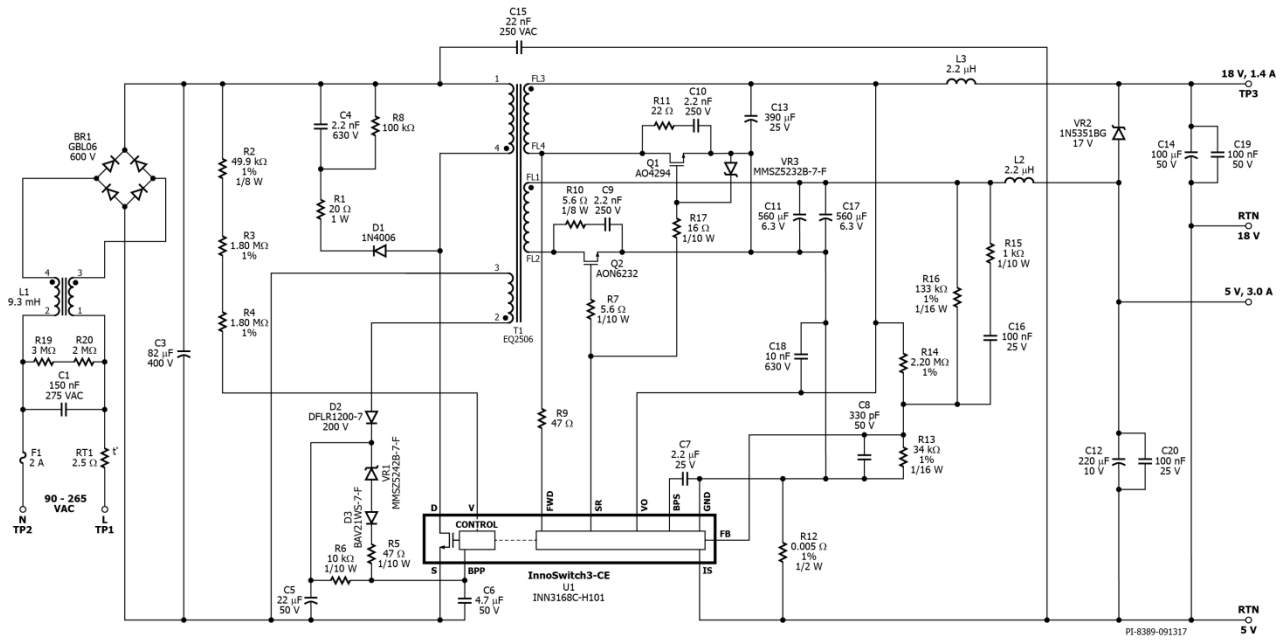 C15
22 nF
250 VAC
L3
2.2 μH
18 V, 1.4 A
TP3
BR1
GBL06
600 V
R2
49.9 kΩ
1%
1/8 W
C4
2.2 nF
630 V
R8
100 kΩ
1
4
FL3
FL4
R11
22 Ω
C10
2.2 nF
250 V
C13
390 μF
25 V
Q1
AO4294
VR3
MMSZ5232B-7-F
VR2
1N5351BG
17 V
C14
100 μF
50 V
C19
100 nF
50 V
L2
2.2 μH
FL1
FL2
R10
5.6 Ω
1/8 W
C9
2.2 nF
250 V
R17
16 Ω
1/10 W
C11
560 μF
6.3 V
C17
560 μF
6.3 V
RTN
18 V
R1
20 Ω
1 W
D1
1N4006
R3
1.80 MΩ
1%
Q2
AON6232
R15
1 kΩ
1/10 W
R16
133 kΩ
1%
1/16 W
4
3
L1
9.3 mH
2
1
3
2
T1
EQ2506
R7
5.6 Ω
1/10 W
5 V, 3.0 A
R4
1.80 MΩ
1%
C3
82 μF
400 V
R19
3 MΩ
R20
2 MΩ
C1
150 nF
275 VAC
C18
10 nF
630 V
R14
2.20 MΩ
1%
C16
100 nF
25 V
D2
DFLR1200-7
200 V
R9
47 Ω
C8
330 pF
50 V
R13
34 kΩ
1%
1/16 W
F1
2 A
RT1
2.5 Ω
t°
C7
2.2 μF
25 V
C12
220 μF
10 V
C20
100 nF
25 V
VR1
MMSZ5242B-7-F
90 - 265
VAC
N
TP2
L
TP1
D3
BAV21WS-7-F
D
V
FWD
SR
VO
BPS
GND
CONTROL
FB
R6
10 kΩ
1/10 W
R5
47 Ω
1/10 W
S
BPP
IS
R12
0.005 Ω
1%
1/2 W
InnoSwitch3-CE
U1
INN3168C-H101
C5
22 μF
50 V
C6
4.7 μF
50 V
RTN
5 V
PI-8389-091317